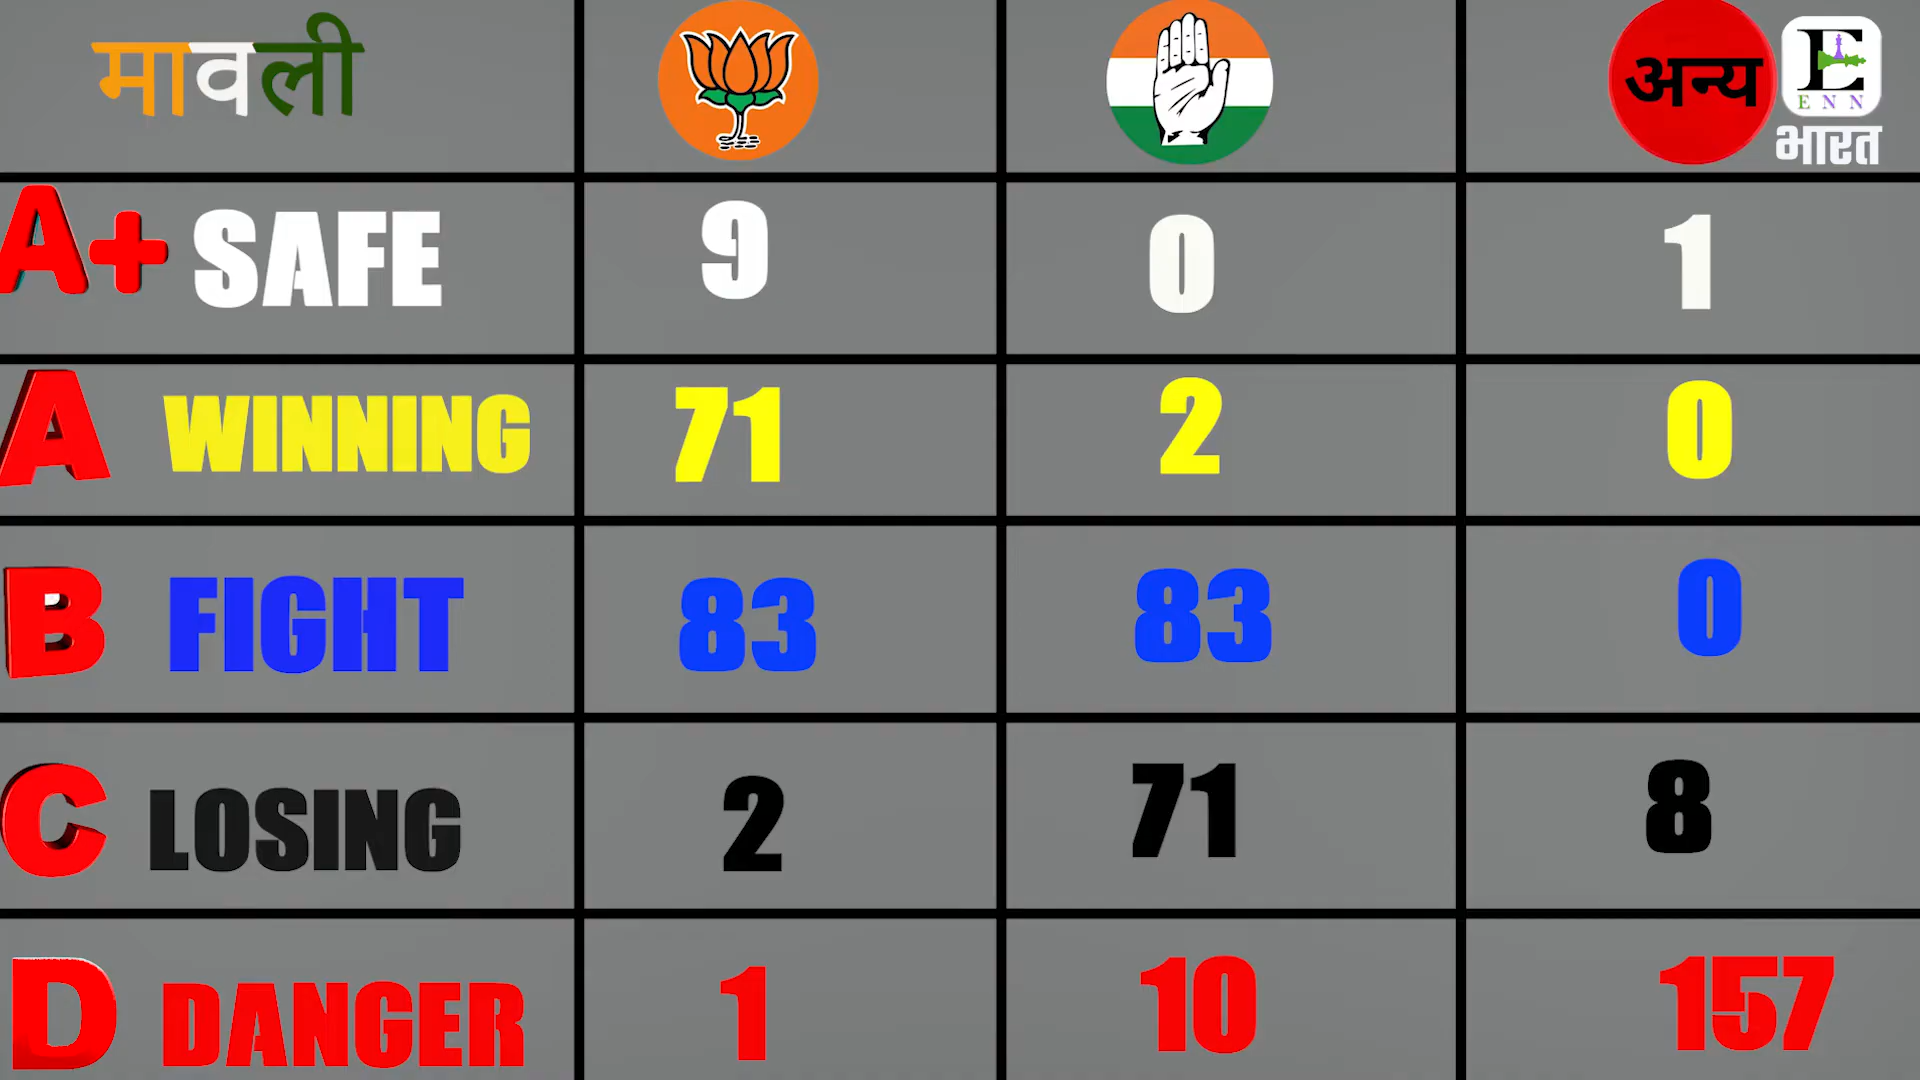 मावली अन्य E
ENN
भारत
A+ SAFE 9 0 1
A WINNING 71 2 0
B FIGHT 83 83 0
C LOSING 2 71 8
D DANGER 1 10 157